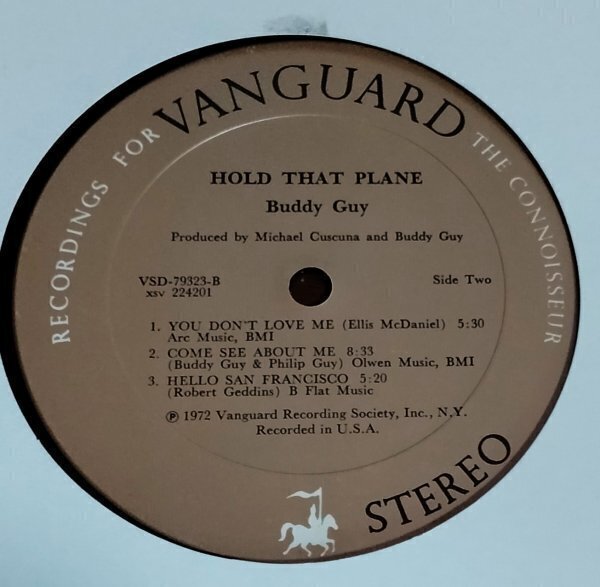 RECORDINGS FOR VANGUARD THE CONNOISSEUR
HOLD THAT PLANE
Buddy Guy
Produced by Michael Cuscuna and Buddy Guy
VSD-79323-B Side Two
xsv 224201
1. YOU DON'T LOVE ME (Ellis McDaniel) 5:30
Arc Music, BMI
2. COME SEE ABOUT ME 8:33
(Buddy Guy & Philip Guy) Olwen Music, BMI
3. HELLO SAN FRANCISCO 5:20
(Robert Geddins) B Flat Music
℗ 1972 Vanguard Recording Society, Inc., N.Y.
Recorded in U.S.A.
STEREO